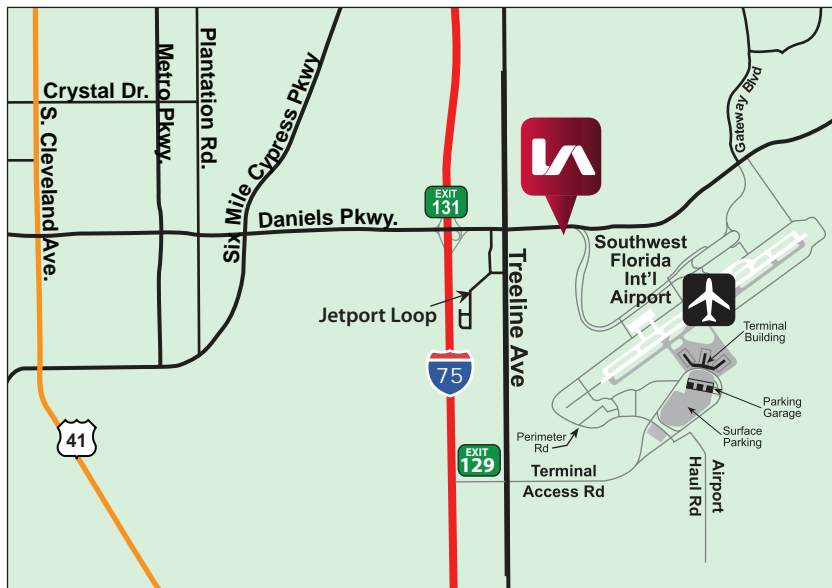 Crystal Dr.
S. Cleveland Ave.
Metro Pkwy.
Plantation Rd.
Six Mile Cypress Pkwy
Gateway Blvd
EXIT
131
Daniels Pkwy.
Southwest
Florida
Int'l
Airport
Treeline Ave
Jetport Loop
75
Terminal
Building
Parking
Garage
Surface
Parking
Perimeter
Rd
41
EXIT
129
Terminal
Access Rd
Airport
Haul Rd